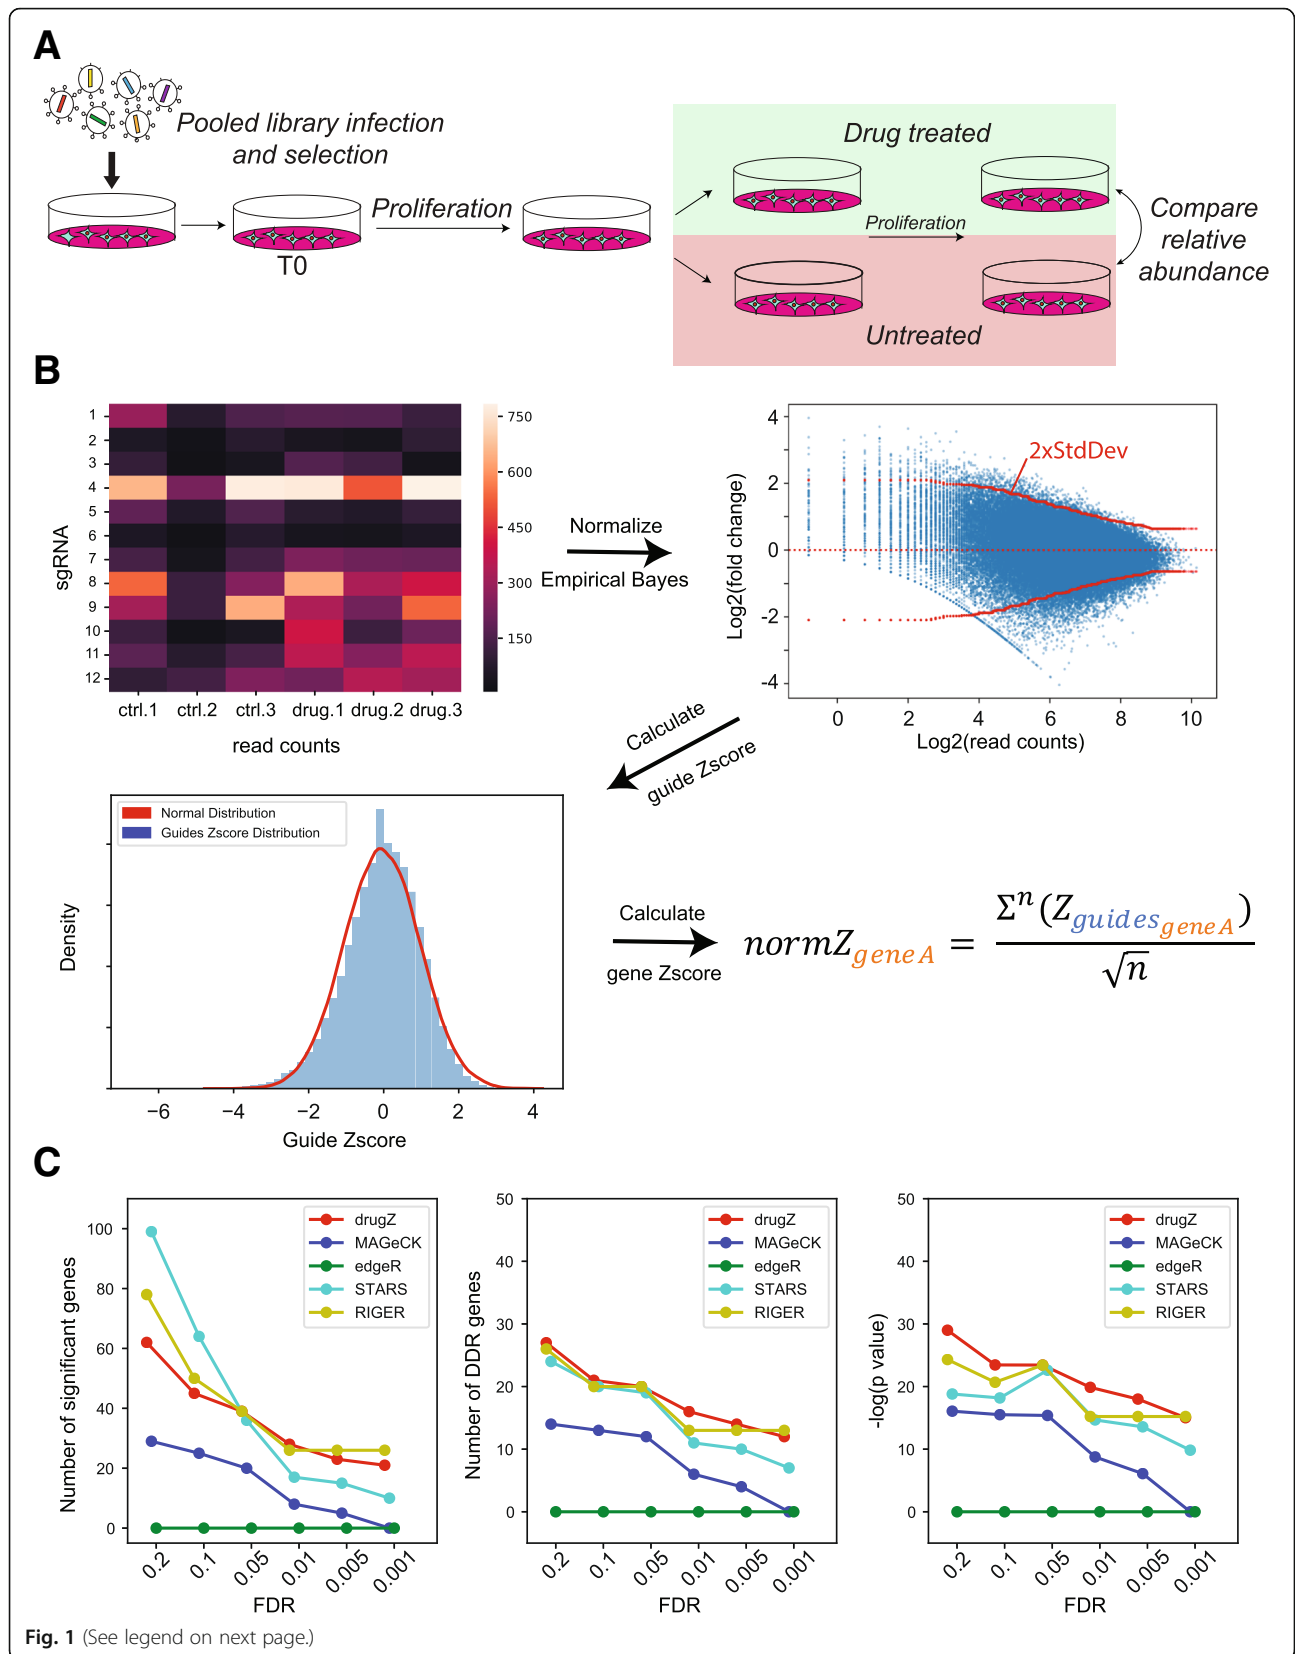 A
Pooled library infection
and selection
T0
Proliferation
Drug treated
Proliferation
Untreated
Compare
relative
abundance
B
sgRNA
1
2
3
4
5
6
7
8
9
10
11
12
ctrl.1 ctrl.2 ctrl.3 drug.1 drug.2 drug.3
read counts
750
600
450
300
150
Normalize
Empirical Bayes
Log2(fold change)
4
2
0
-2
-4
2xStdDev
0 2 4 6 8 10
Log2(read counts)
Calculate
guide Zscore
Normal Distribution
Guides Zscore Distribution
Density
−6 −4 −2 0 2 4
Guide Zscore
Calculate
gene Zscore
normZ_geneA = Σⁿ(Z_guides_geneA) / √n
C
Number of significant genes
100
80
60
40
20
0
drugZ
MAGeCK
edgeR
STARS
RIGER
0.2 0.1 0.05 0.01 0.005 0.001
FDR
Number of DDR genes
50
40
30
20
10
0
drugZ
MAGeCK
edgeR
STARS
RIGER
0.2 0.1 0.05 0.01 0.005 0.001
FDR
-log(p value)
50
40
30
20
10
0
drugZ
MAGeCK
edgeR
STARS
RIGER
0.2 0.1 0.05 0.01 0.005 0.001
FDR
Fig. 1 (See legend on next page.)